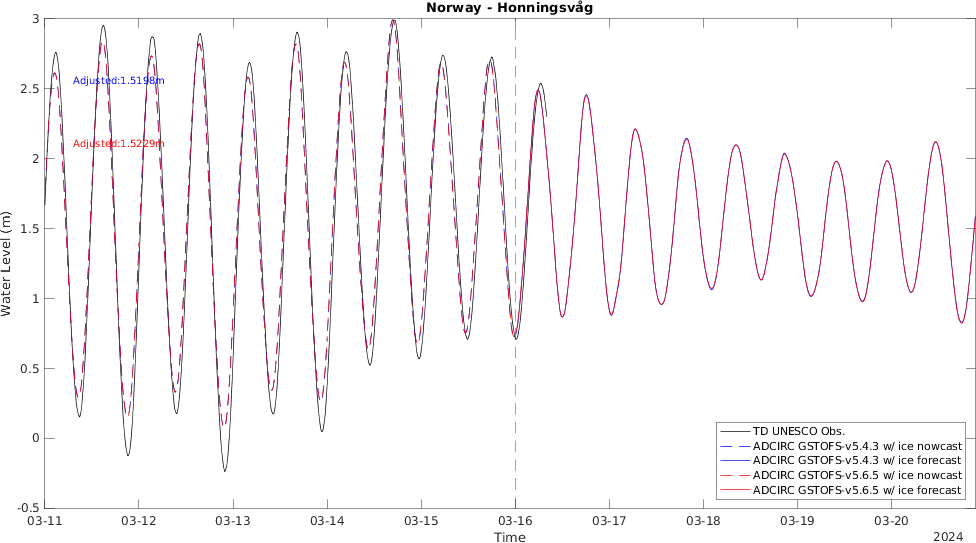 Norway - Honningsvåg
3
2.5
2
1.5
1
0.5
0
-0.5
Water Level (m)
Adjusted:1.5198m
Adjusted:1.5229m
TD UNESCO Obs.
ADCIRC GSTOFS-v5.4.3 w/ ice nowcast
ADCIRC GSTOFS-v5.4.3 w/ ice forecast
ADCIRC GSTOFS-v5.6.5 w/ ice nowcast
ADCIRC GSTOFS-v5.6.5 w/ ice forecast
03-11 03-12 03-13 03-14 03-15 03-16 03-17 03-18 03-19 03-20
Time
2024